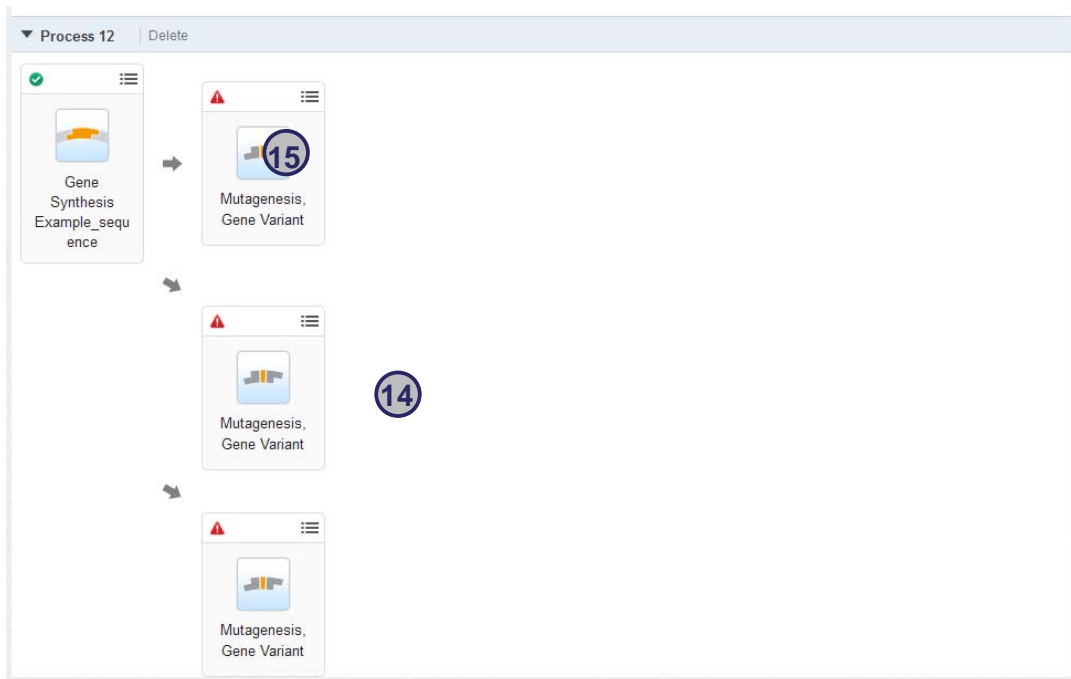 Process 12 Delete
Gene
Synthesis
Example_sequ
ence
15
Mutagenesis,
Gene Variant
14
Mutagenesis,
Gene Variant
Mutagenesis,
Gene Variant